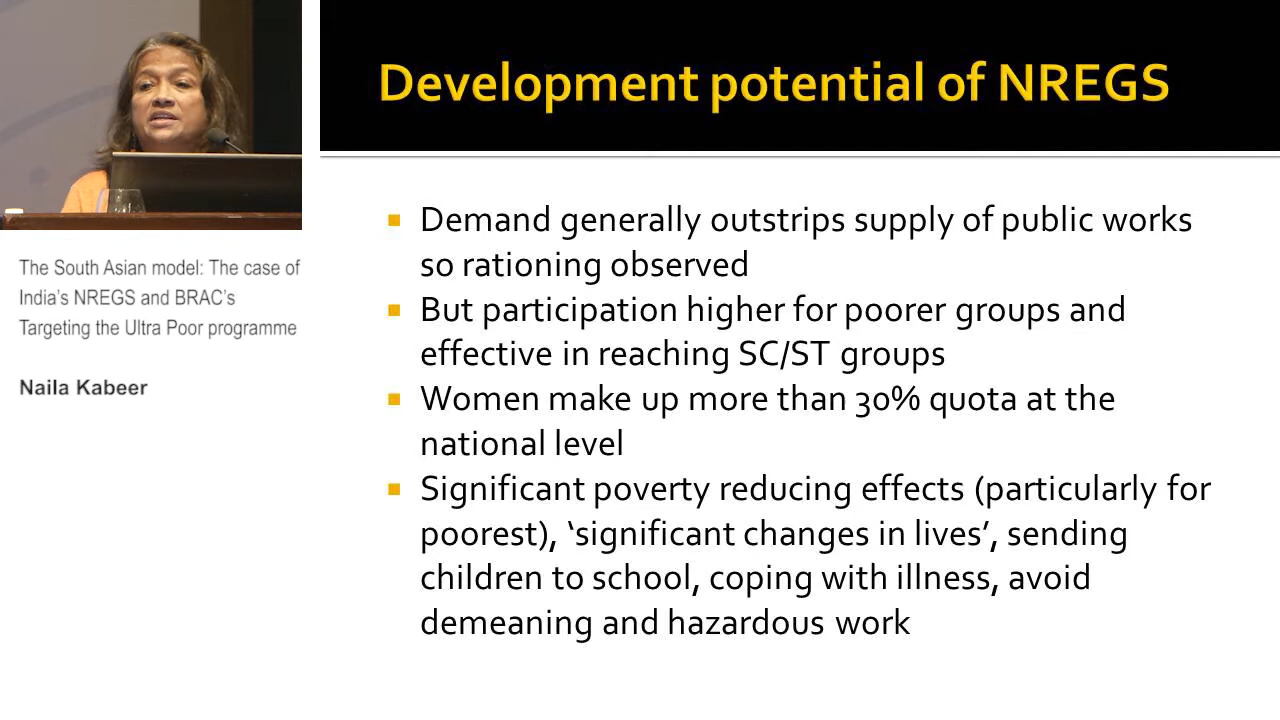 Development potential of NREGS
The South Asian model: The case of
India's NREGS and BRAC's
Targeting the Ultra Poor programme
Naila Kabeer
Demand generally outstrips supply of public works
so rationing observed
But participation higher for poorer groups and
effective in reaching SC/ST groups
Women make up more than 30% quota at the
national level
Significant poverty reducing effects (particularly for
poorest), ‘significant changes in lives’, sending
children to school, coping with illness, avoid
demeaning and hazardous work